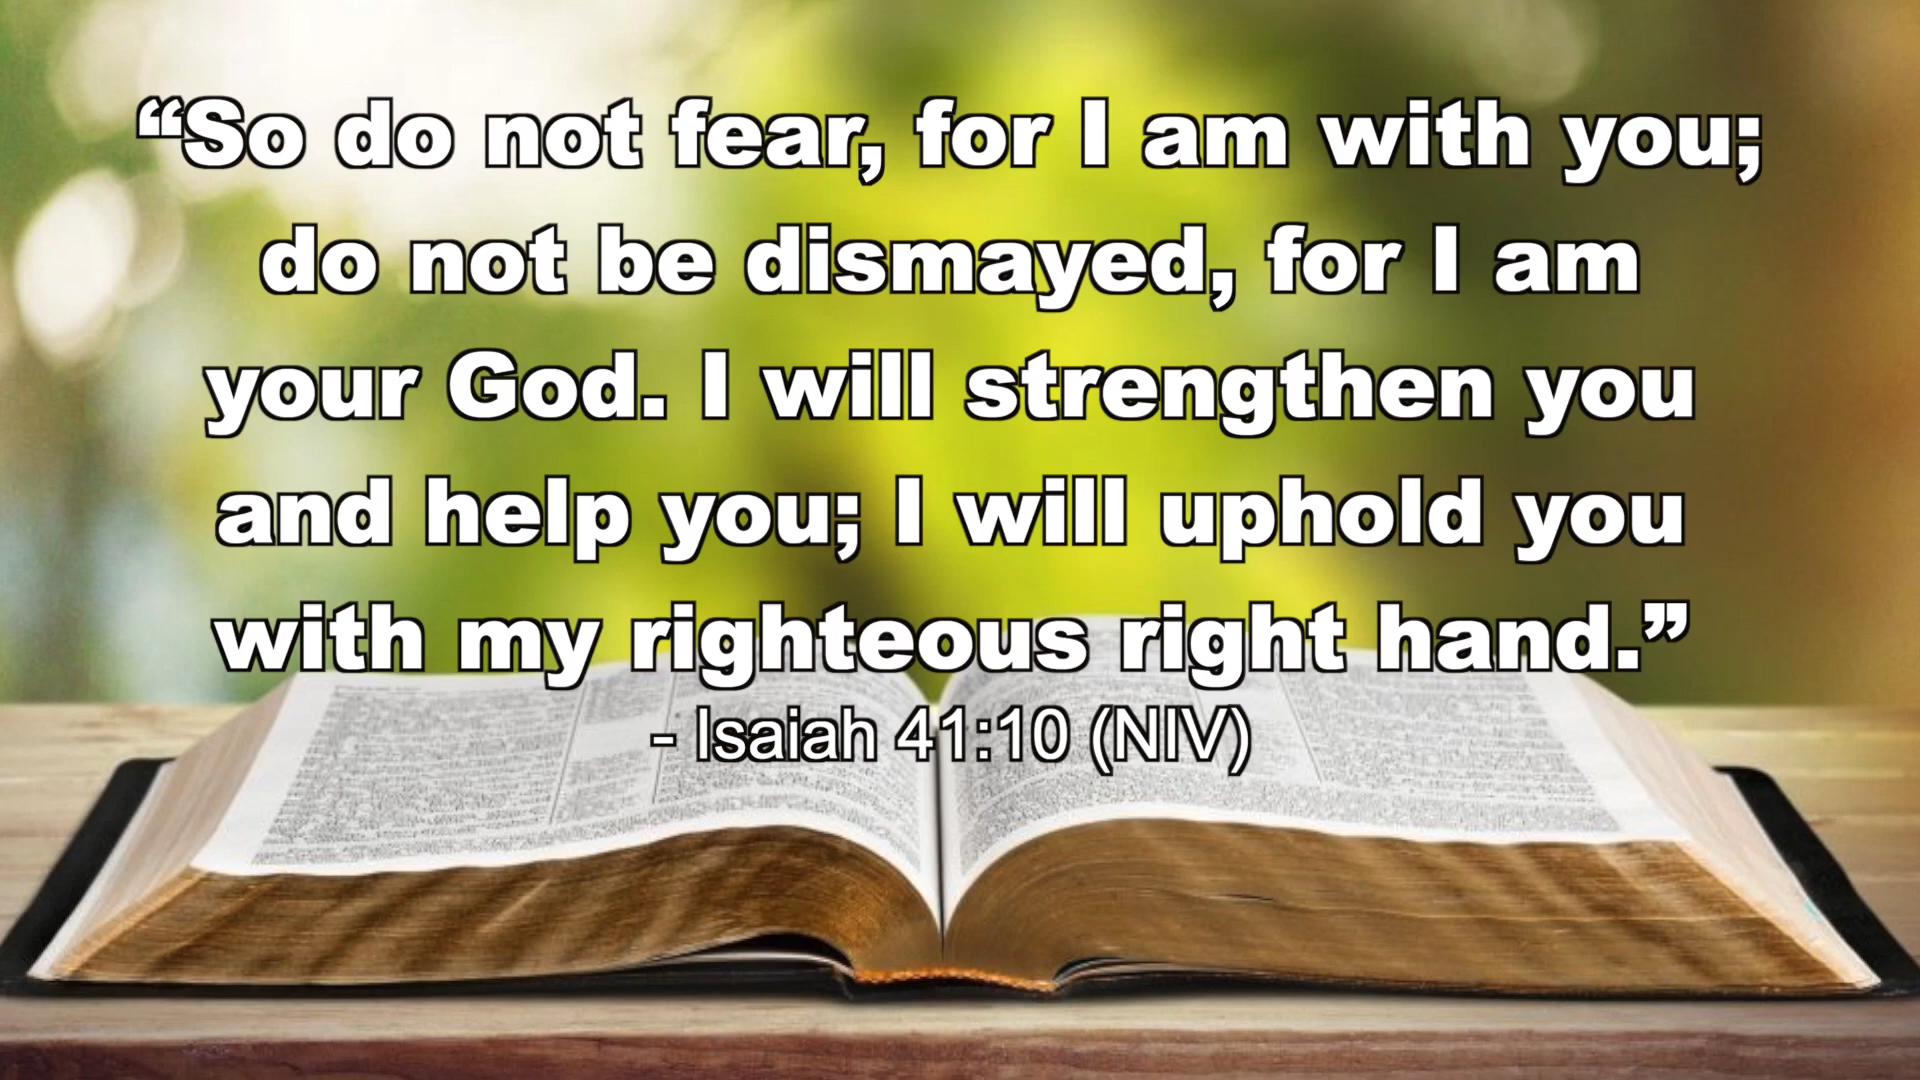 “So do not fear, for I am with you;
do not be dismayed, for I am
your God. I will strengthen you
and help you; I will uphold you
with my righteous right hand.”
- Isaiah 41:10 (NIV)